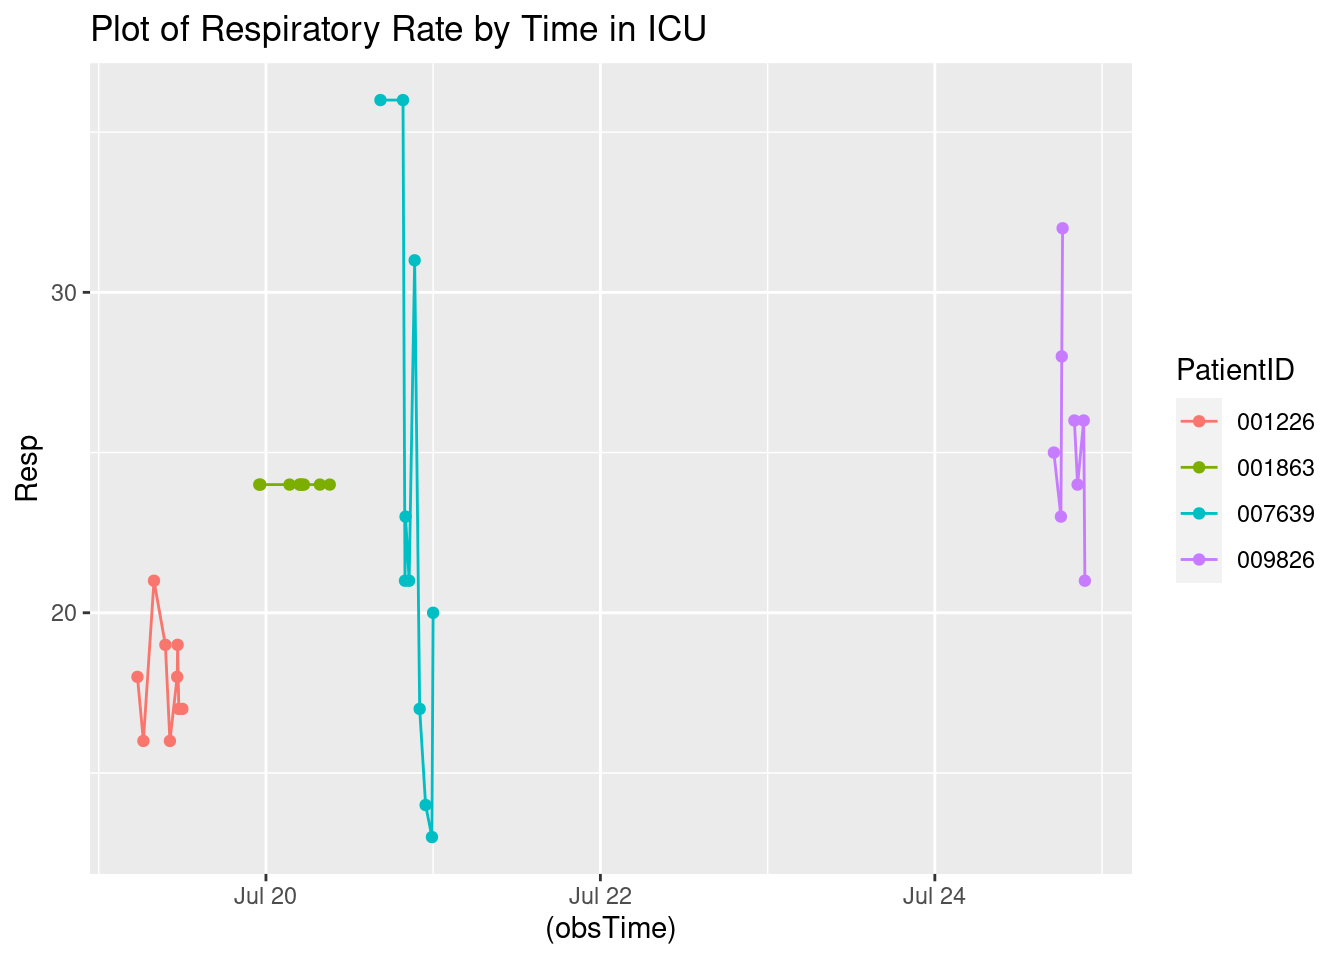 Plot of Respiratory Rate by Time in ICU
Resp
30
20
Jul 20
Jul 22
Jul 24
(obsTime)
PatientID
001226
001863
007639
009826